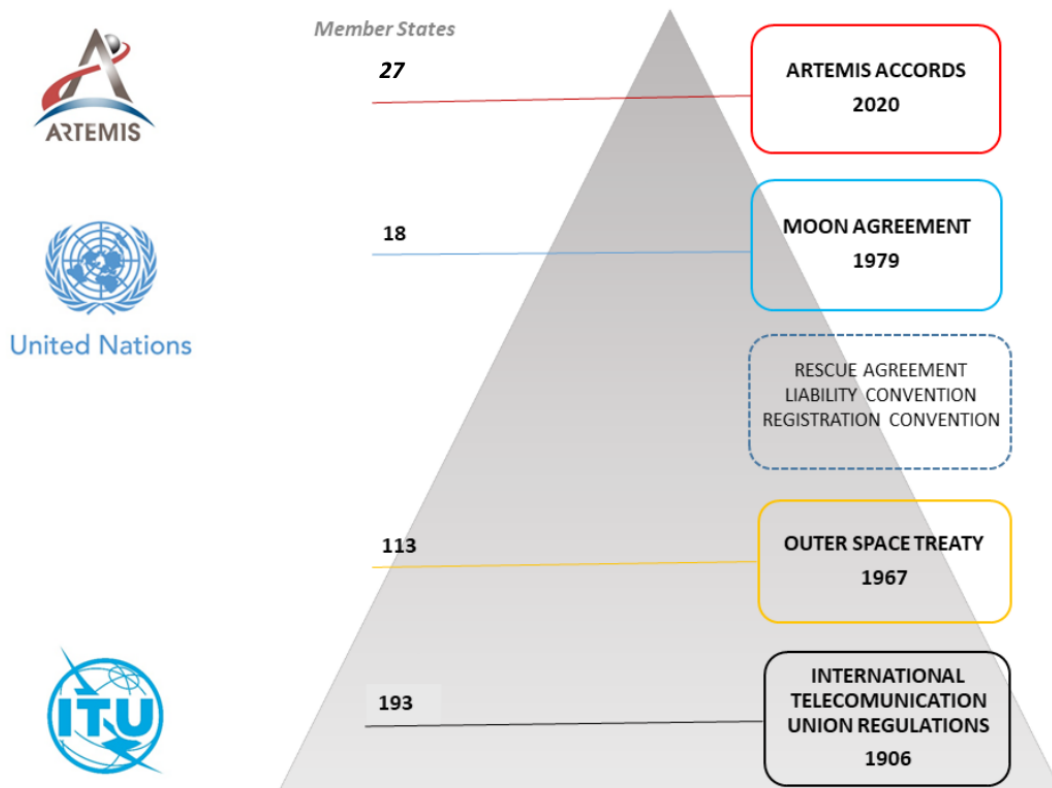 Member States
27
ARTEMIS ACCORDS
2020
ARTEMIS
18
MOON AGREEMENT
1979
United Nations
RESCUE AGREEMENT
LIABILITY CONVENTION
REGISTRATION CONVENTION
113
OUTER SPACE TREATY
1967
193
INTERNATIONAL
TELECOMUNICATION
UNION REGULATIONS
1906
ITU